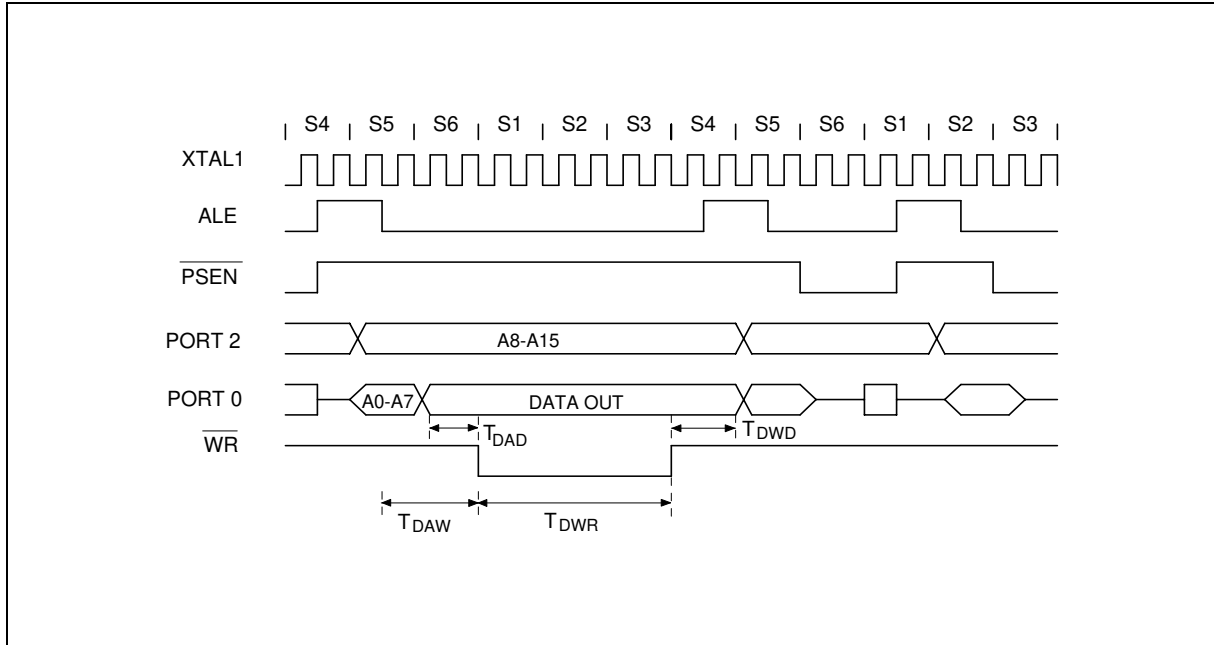 S4 S5 S6 S1 S2 S3 S4 S5 S6 S1 S2 S3
XTAL1
ALE
PSEN
PORT 2 A8-A15
PORT 0 A0-A7 DATA OUT
TDAD TDWD
WR
TDAW TDWR